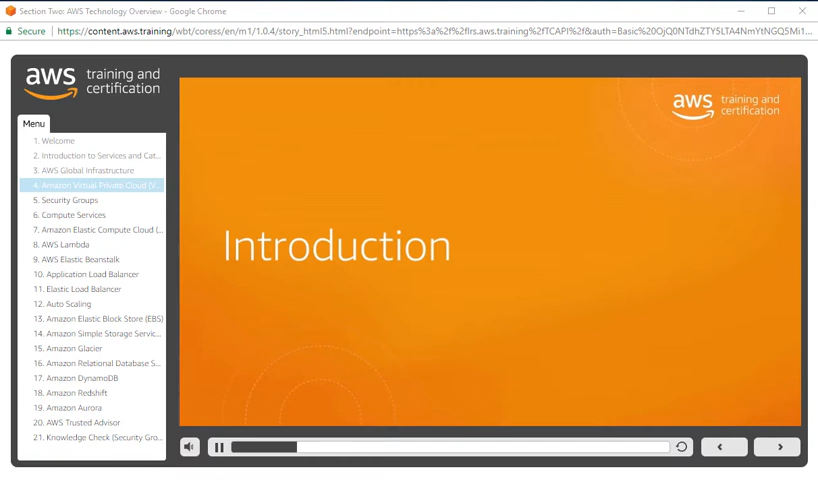 Section Two: AWS Technology Overview - Google Chrome
Secure https://content.aws.training/wbt/coress/en/m1/1.0.4/story_html5.html?endpoint=https%3a%2f%2flrs.aws.training%2fTCAPI%2f&auth=Basic%20OjQ0NTdhZTY5LTA4NmYtNGQ5Mi1...
aws training and certification
Menu
1. Welcome
2. Introduction to Services and Cat...
3. AWS Global Infrastructure
4. Amazon Virtual Private Cloud (V...
5. Security Groups
6. Compute Services
7. Amazon Elastic Compute Cloud (...
8. AWS Lambda
9. AWS Elastic Beanstalk
10. Application Load Balancer
11. Elastic Load Balancer
12. Auto Scaling
13. Amazon Elastic Block Store (EBS)
14. Amazon Simple Storage Servic...
15. Amazon Glacier
16. Amazon Relational Database S...
17. Amazon DynamoDB
18. Amazon Redshift
19. Amazon Aurora
20. AWS Trusted Advisor
21. Knowledge Check (Security Gro...
aws training and certification
Introduction